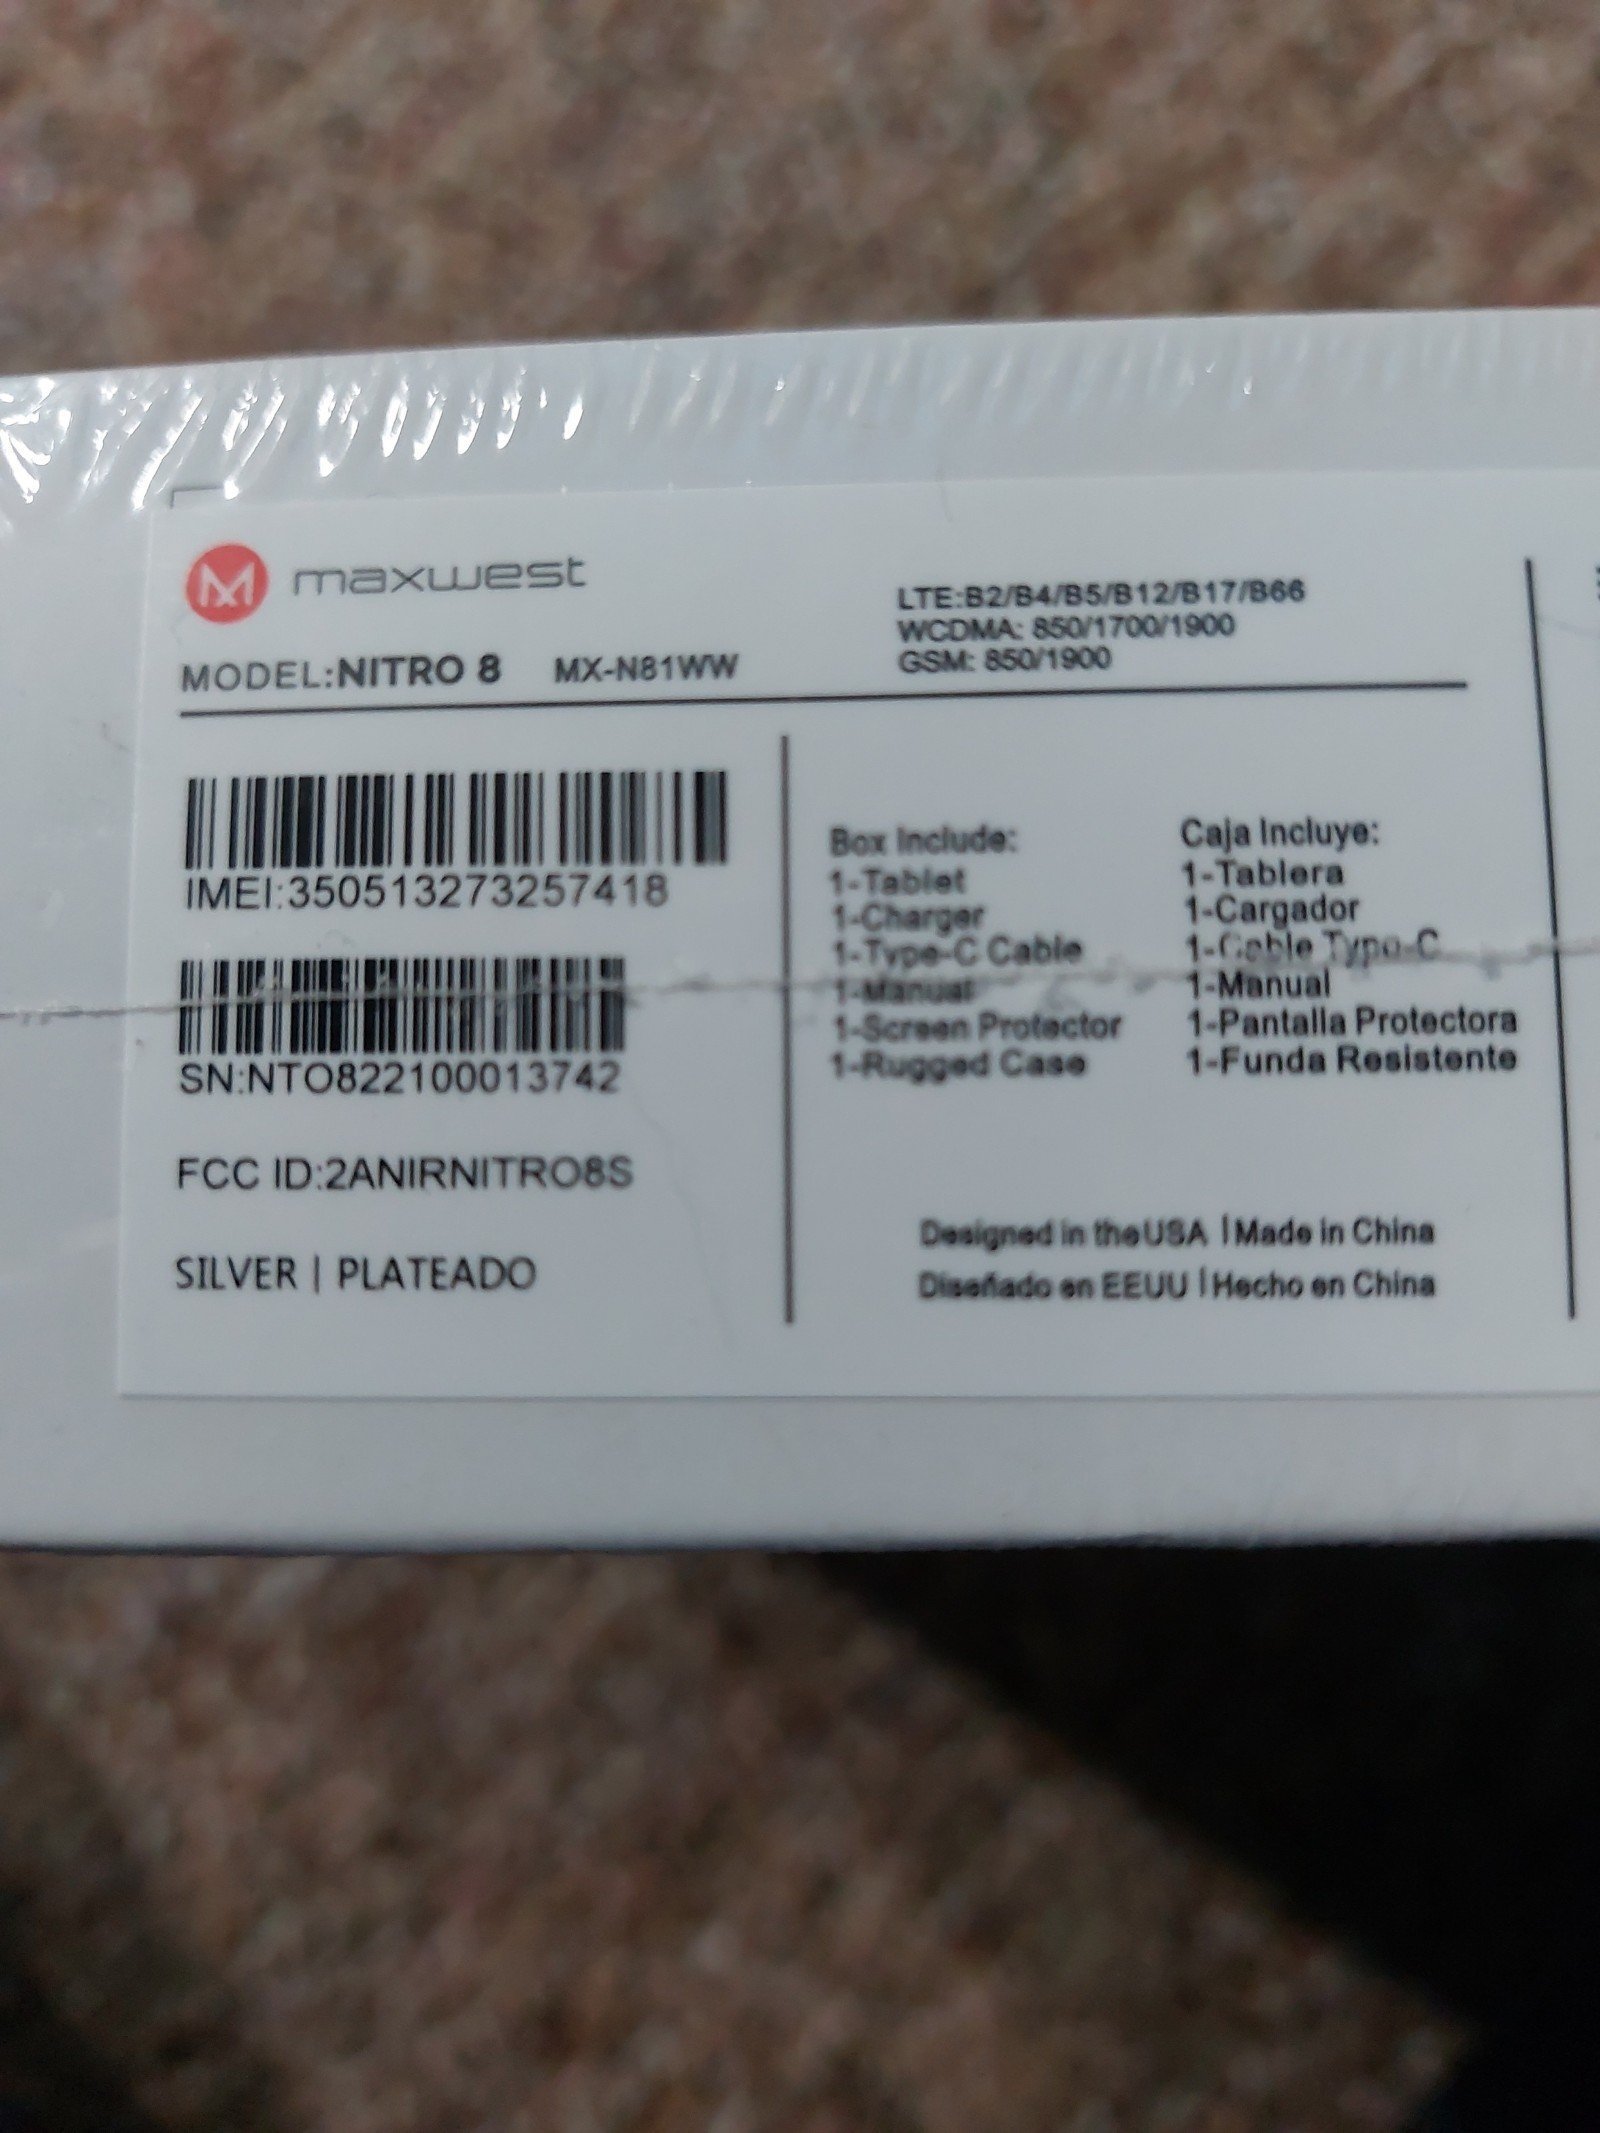 maxwest
MODEL:NITRO 8 MX-N81WW
LTE:B2/B4/B5/B12/B17/B66
WCDMA: 850/1700/1900
GSM: 850/1900
IMEI:350513273257418
SN:NTO822100013742
FCC ID:2ANIRNITRO8S
SILVER | PLATEADO
Box Include:
1-Tablet
1-Charger
1-Type-C Cable
1-Manual
1-Screen Protector
1-Rugged Case
Caja Incluye:
1-Tablera
1-Cargador
1-Cable Type-C
1-Manual
1-Pantalla Protectora
1-Funda Resistente
Designed in the USA | Made in China
Diseñado en EEUU | Hecho en China